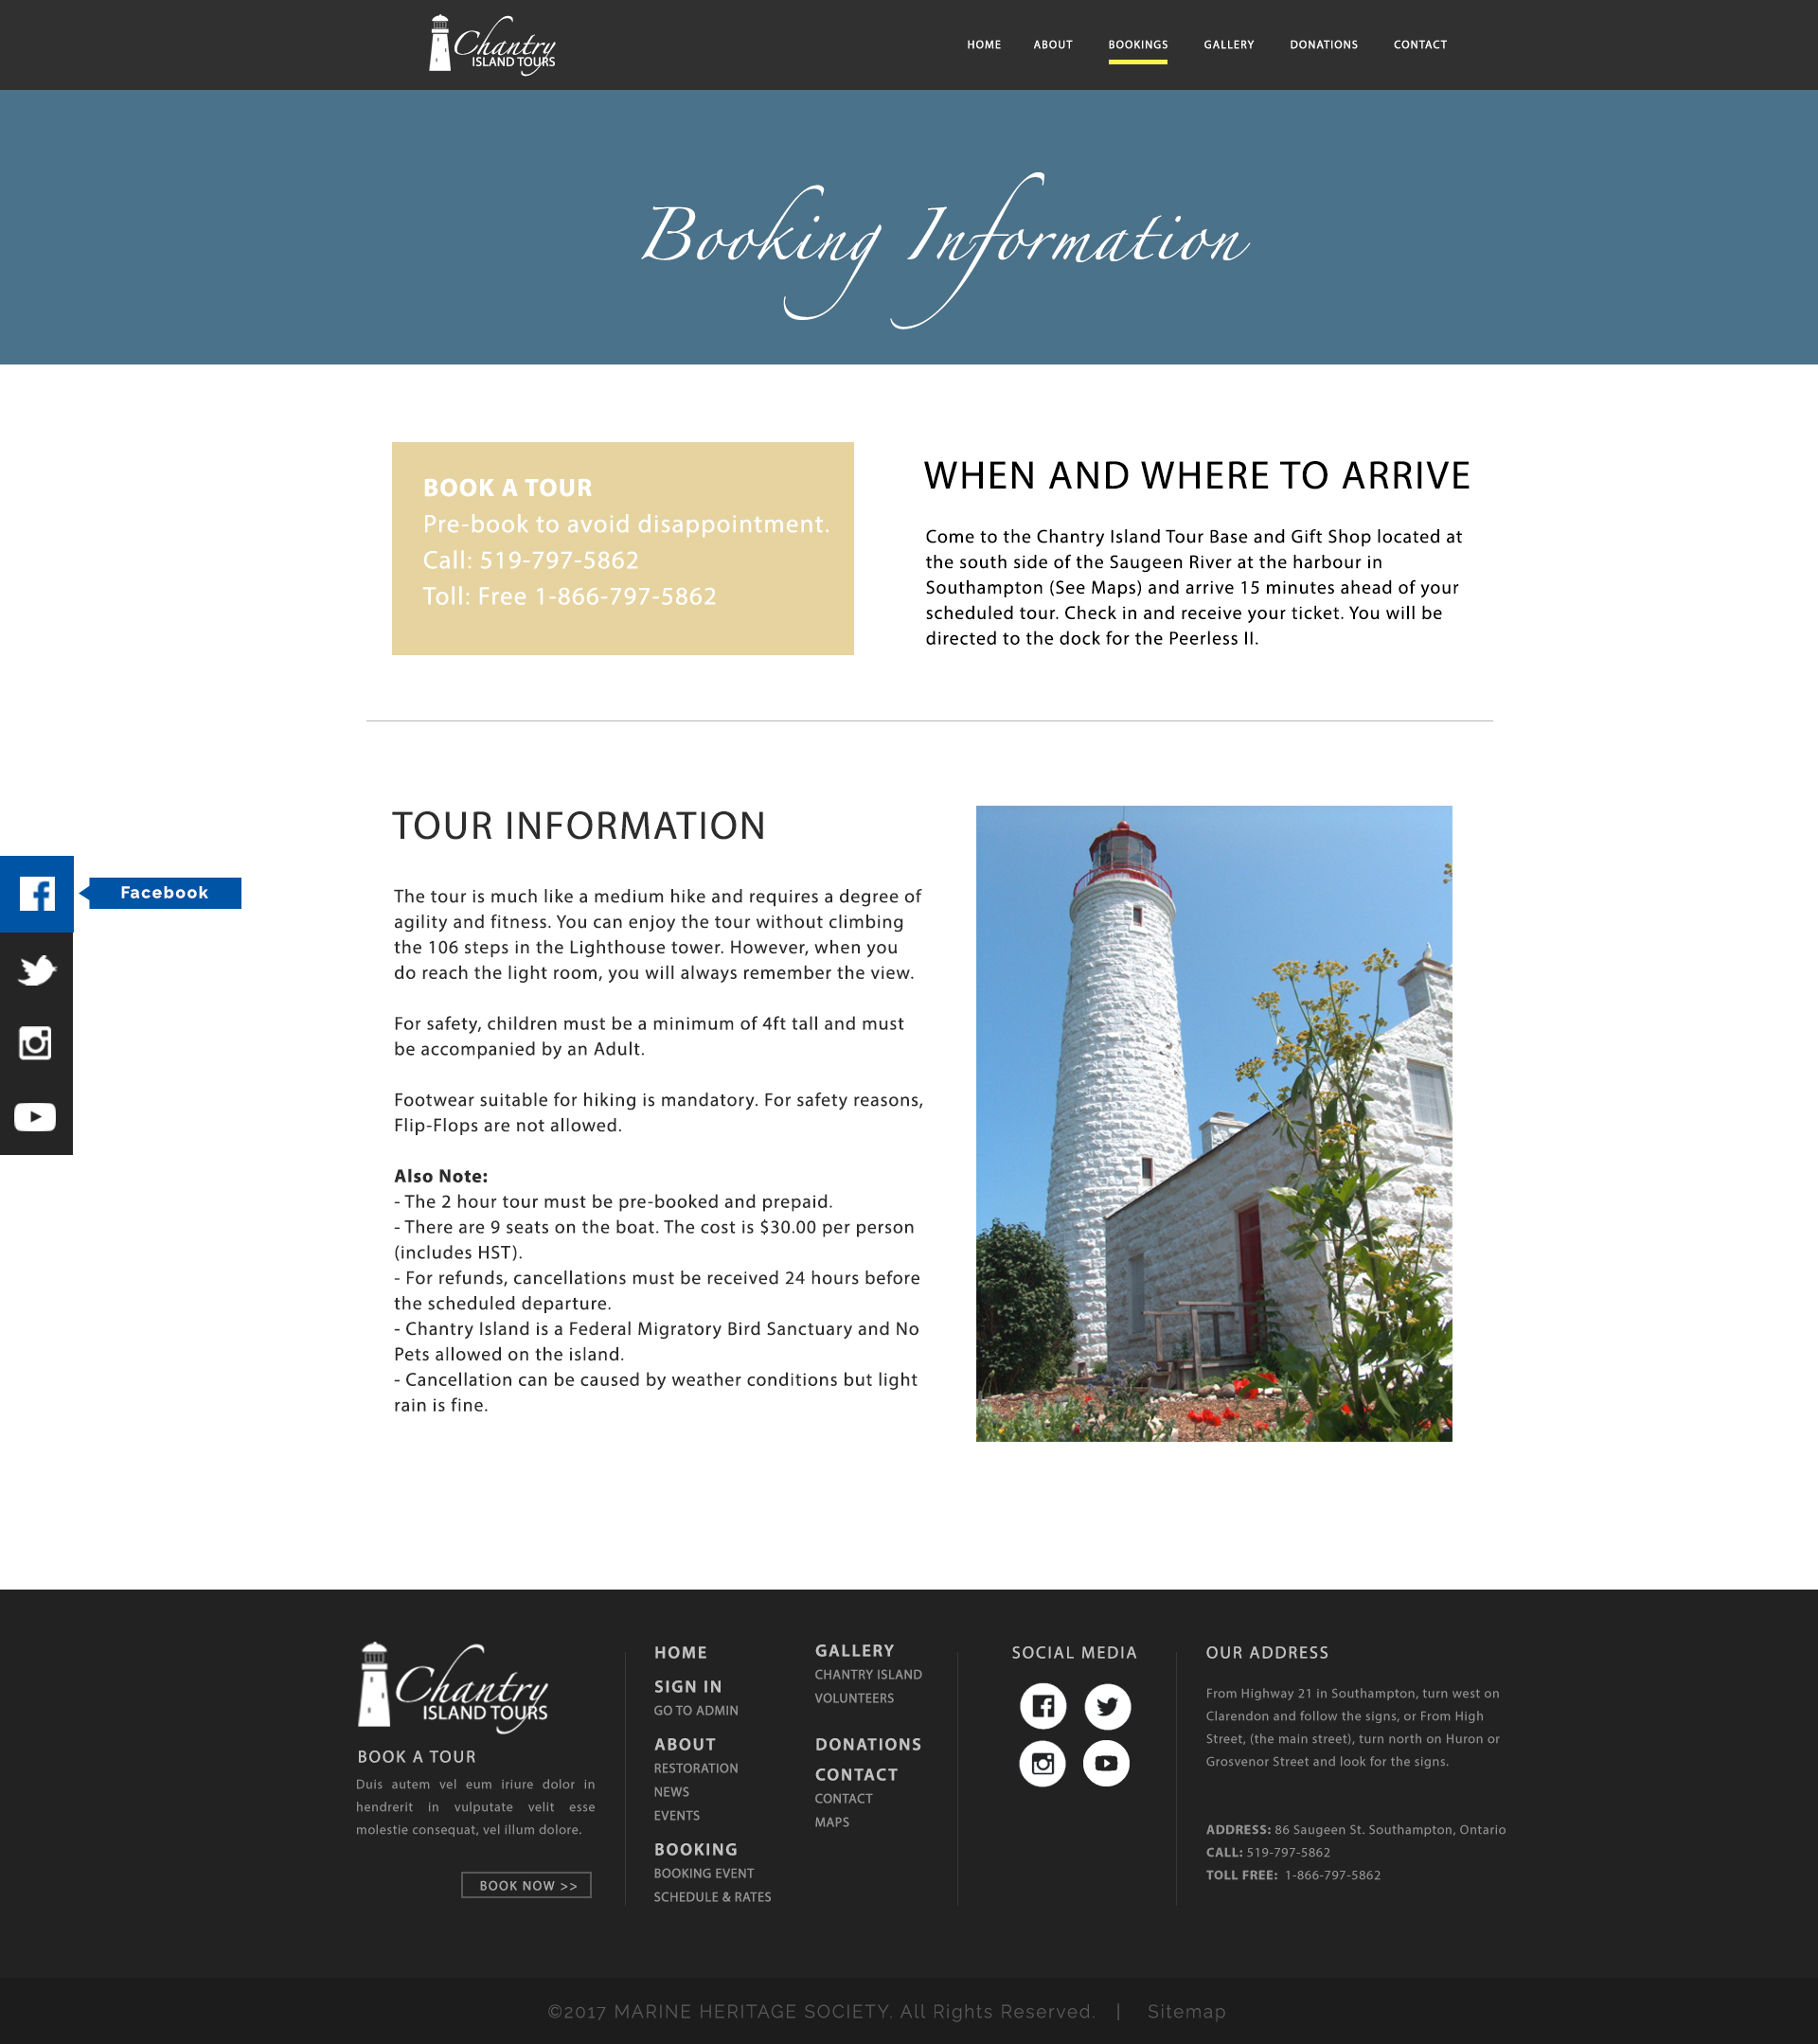 Chantry
ISLAND TOURS
HOME ABOUT BOOKINGS GALLERY DONATIONS CONTACT
Booking Information
BOOK A TOUR
Pre-book to avoid disappointment.
Call: 519-797-5862
Toll: Free 1-866-797-5862
WHEN AND WHERE TO ARRIVE
Come to the Chantry Island Tour Base and Gift Shop located at
the south side of the Saugeen River at the harbour in
Southampton (See Maps) and arrive 15 minutes ahead of your
scheduled tour. Check in and receive your ticket. You will be
directed to the dock for the Peerless II.
Facebook
TOUR INFORMATION
The tour is much like a medium hike and requires a degree of
agility and fitness. You can enjoy the tour without climbing
the 106 steps in the Lighthouse tower. However, when you
do reach the light room, you will always remember the view.
For safety, children must be a minimum of 4ft tall and must
be accompanied by an Adult.
Footwear suitable for hiking is mandatory. For safety reasons,
Flip-Flops are not allowed.
Also Note:
- The 2 hour tour must be pre-booked and prepaid.
- There are 9 seats on the boat. The cost is $30.00 per person
(includes HST).
- For refunds, cancellations must be received 24 hours before
the scheduled departure.
- Chantry Island is a Federal Migratory Bird Sanctuary and No
Pets allowed on the island.
- Cancellation can be caused by weather conditions but light
rain is fine.
Chantry
ISLAND TOURS
BOOK A TOUR
Duis autem vel eum iriure dolor in
hendrerit in vulputate velit esse
molestie consequat, vel illum dolore.
BOOK NOW >>
HOME
SIGN IN
GO TO ADMIN
ABOUT
RESTORATION
NEWS
EVENTS
BOOKING
BOOKING EVENT
SCHEDULE & RATES
GALLERY
CHANTRY ISLAND
VOLUNTEERS
DONATIONS
CONTACT
CONTACT
MAPS
SOCIAL MEDIA
OUR ADDRESS
From Highway 21 in Southampton, turn west on
Clarendon and follow the signs, or From High
Street, (the main street), turn north on Huron or
Grosvenor Street and look for the signs.
ADDRESS: 86 Saugeen St. Southampton, Ontario
CALL: 519-797-5862
TOLL FREE: 1-866-797-5862
©2017 MARINE HERITAGE SOCIETY. All Rights Reserved. | Sitemap